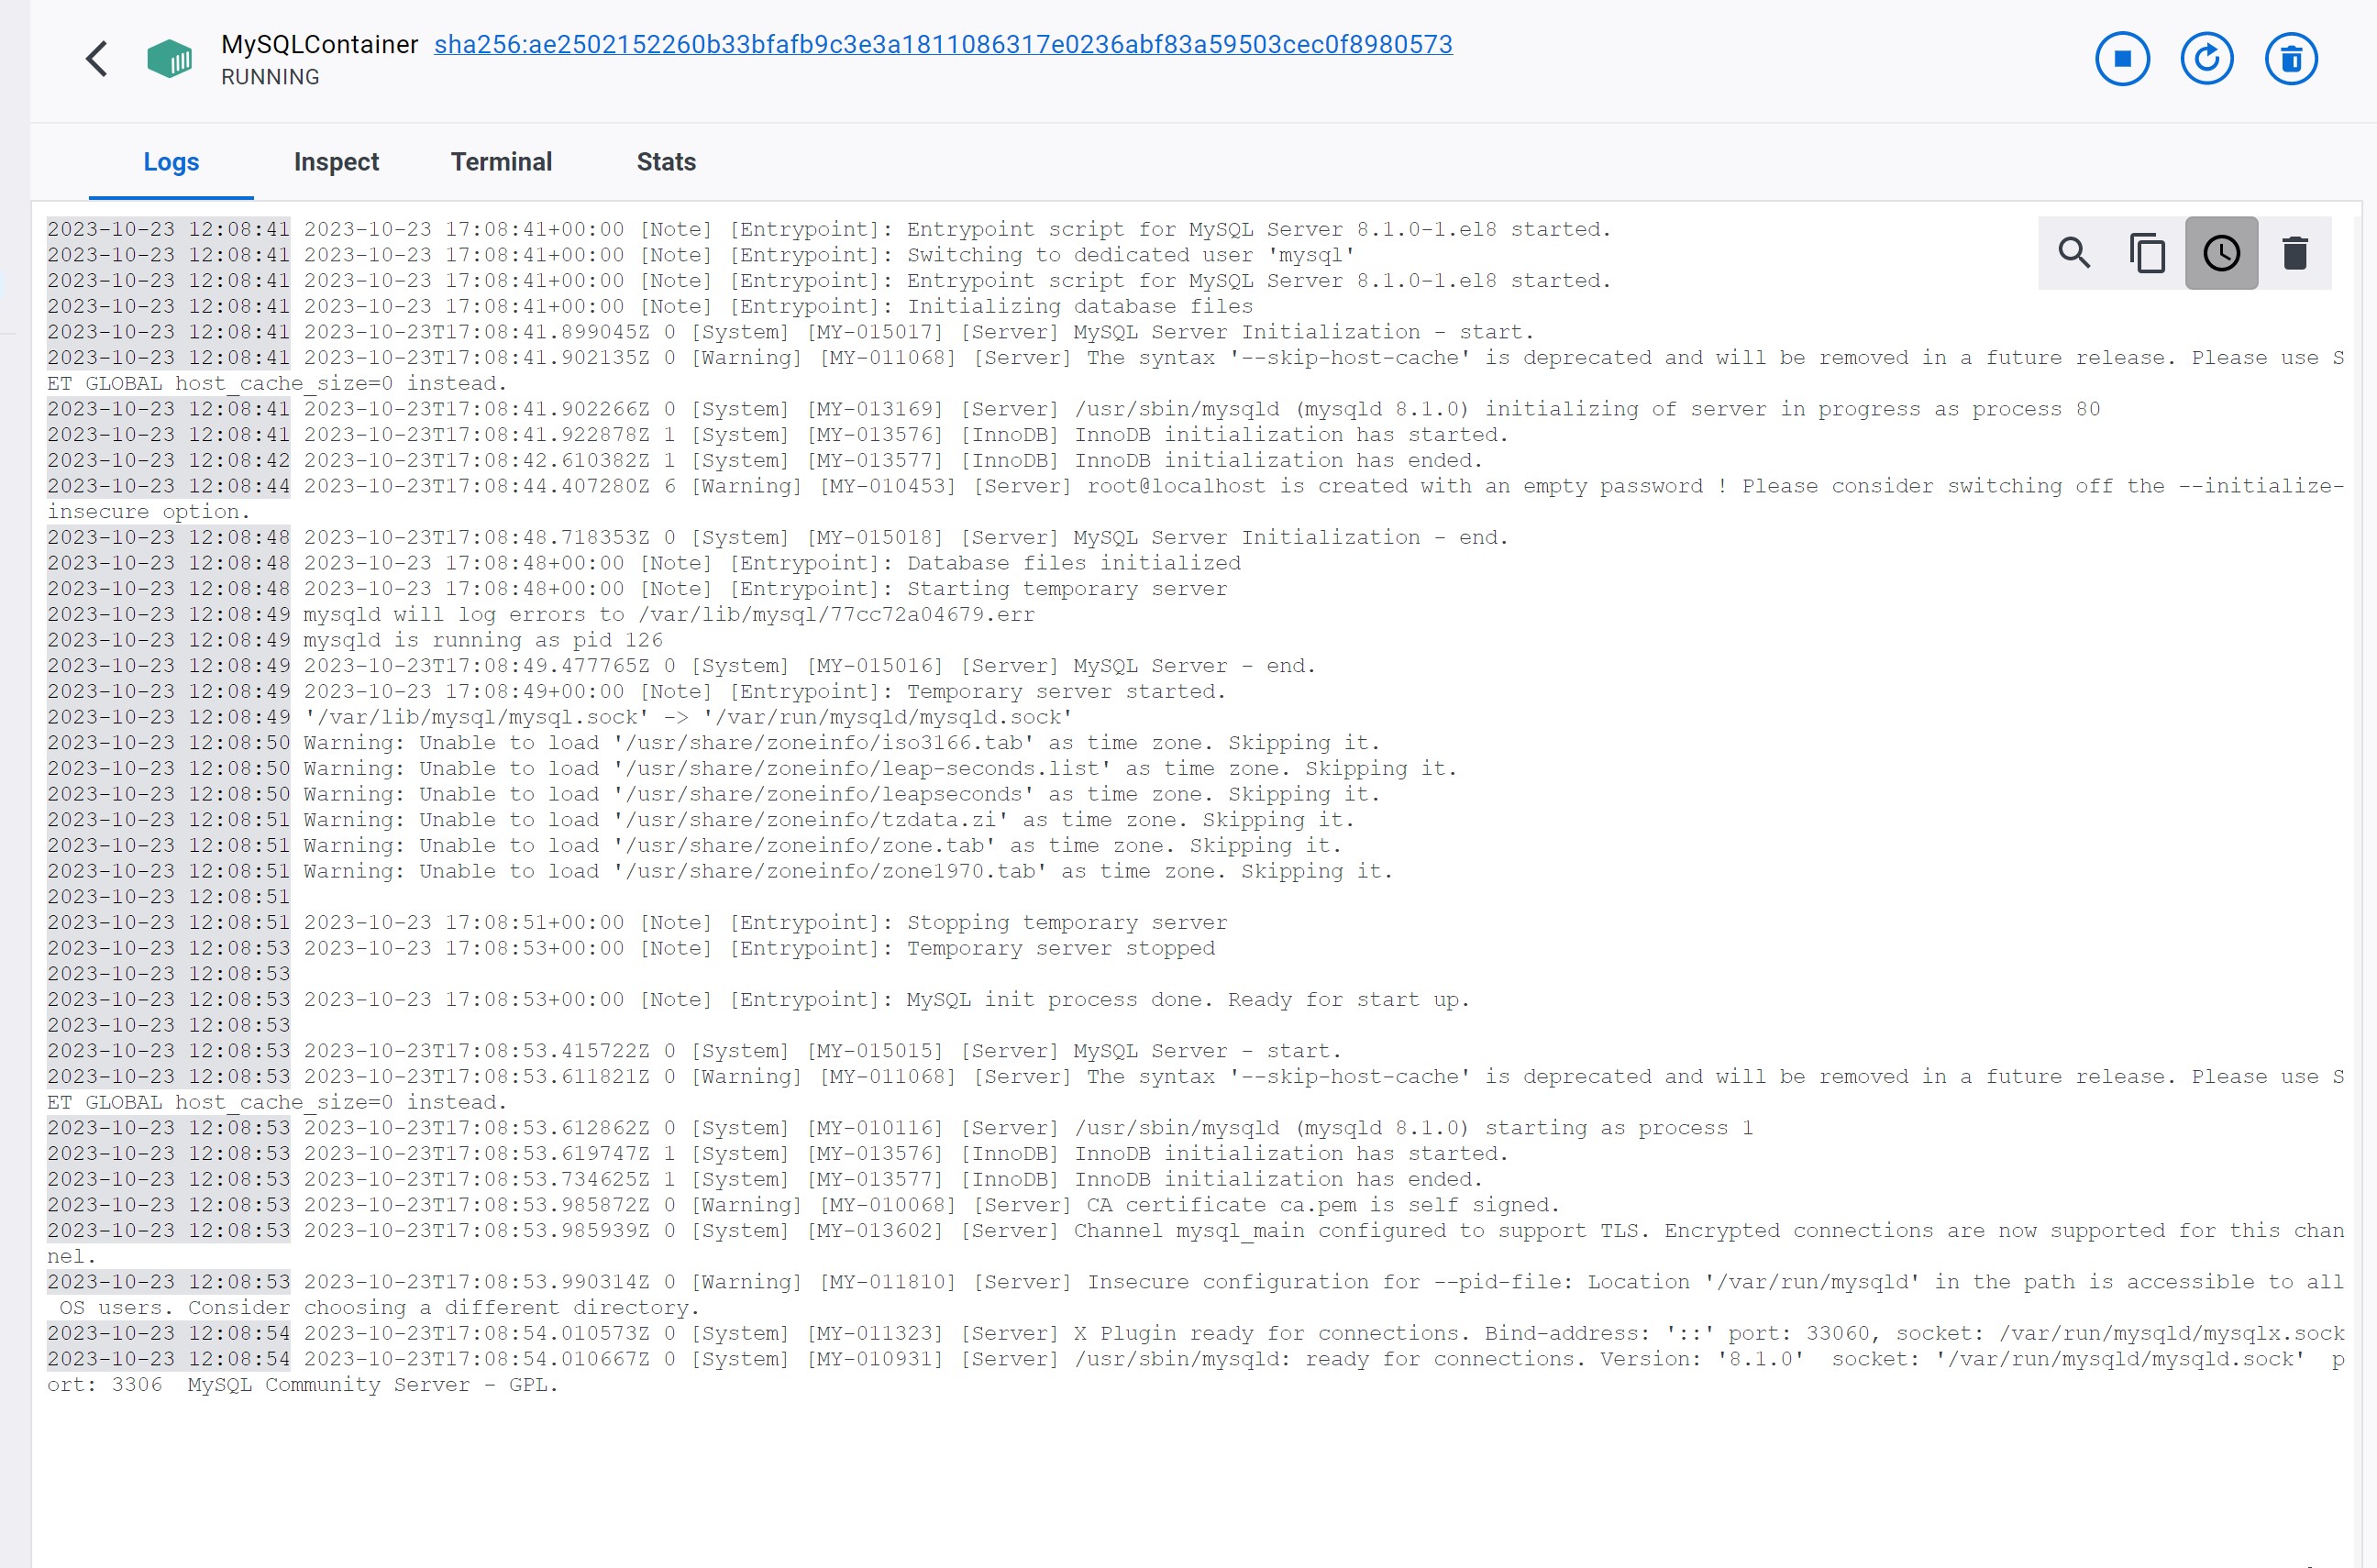 MySQLContainer sha256:ae2502152260b33bfafb9c3e3a1811086317e0236abf83a59503cec0f8980573
RUNNING
Logs Inspect Terminal Stats
2023-10-23 12:08:41 2023-10-23 17:08:41+00:00 [Note] [Entrypoint]: Entrypoint script for MySQL Server 8.1.0-1.el8 started.
2023-10-23 12:08:41 2023-10-23 17:08:41+00:00 [Note] [Entrypoint]: Switching to dedicated user 'mysql'
2023-10-23 12:08:41 2023-10-23 17:08:41+00:00 [Note] [Entrypoint]: Entrypoint script for MySQL Server 8.1.0-1.el8 started.
2023-10-23 12:08:41 2023-10-23 17:08:41+00:00 [Note] [Entrypoint]: Initializing database files
2023-10-23 12:08:41 2023-10-23T17:08:41.899045Z 0 [System] [MY-015017] [Server] MySQL Server Initialization - start.
2023-10-23 12:08:41 2023-10-23T17:08:41.902135Z 0 [Warning] [MY-011068] [Server] The syntax '--skip-host-cache' is deprecated and will be removed in a future release. Please use S
ET GLOBAL host_cache_size=0 instead.
2023-10-23 12:08:41 2023-10-23T17:08:41.902266Z 0 [System] [MY-013169] [Server] /usr/sbin/mysqld (mysqld 8.1.0) initializing of server in progress as process 80
2023-10-23 12:08:41 2023-10-23T17:08:41.922878Z 1 [System] [MY-013576] [InnoDB] InnoDB initialization has started.
2023-10-23 12:08:42 2023-10-23T17:08:42.610382Z 1 [System] [MY-013577] [InnoDB] InnoDB initialization has ended.
2023-10-23 12:08:44 2023-10-23T17:08:44.407280Z 6 [Warning] [MY-010453] [Server] root@localhost is created with an empty password ! Please consider switching off the --initialize-
insecure option.
2023-10-23 12:08:48 2023-10-23T17:08:48.718353Z 0 [System] [MY-015018] [Server] MySQL Server Initialization - end.
2023-10-23 12:08:48 2023-10-23 17:08:48+00:00 [Note] [Entrypoint]: Database files initialized
2023-10-23 12:08:48 2023-10-23 17:08:48+00:00 [Note] [Entrypoint]: Starting temporary server
2023-10-23 12:08:49 mysqld will log errors to /var/lib/mysql/77cc72a04679.err
2023-10-23 12:08:49 mysqld is running as pid 126
2023-10-23 12:08:49 2023-10-23T17:08:49.477765Z 0 [System] [MY-015016] [Server] MySQL Server - end.
2023-10-23 12:08:49 2023-10-23 17:08:49+00:00 [Note] [Entrypoint]: Temporary server started.
2023-10-23 12:08:49 '/var/lib/mysql/mysql.sock' -> '/var/run/mysqld/mysqld.sock'
2023-10-23 12:08:50 Warning: Unable to load '/usr/share/zoneinfo/iso3166.tab' as time zone. Skipping it.
2023-10-23 12:08:50 Warning: Unable to load '/usr/share/zoneinfo/leap-seconds.list' as time zone. Skipping it.
2023-10-23 12:08:50 Warning: Unable to load '/usr/share/zoneinfo/leapseconds' as time zone. Skipping it.
2023-10-23 12:08:51 Warning: Unable to load '/usr/share/zoneinfo/tzdata.zi' as time zone. Skipping it.
2023-10-23 12:08:51 Warning: Unable to load '/usr/share/zoneinfo/zone.tab' as time zone. Skipping it.
2023-10-23 12:08:51 Warning: Unable to load '/usr/share/zoneinfo/zone1970.tab' as time zone. Skipping it.
2023-10-23 12:08:51
2023-10-23 12:08:51 2023-10-23 17:08:51+00:00 [Note] [Entrypoint]: Stopping temporary server
2023-10-23 12:08:53 2023-10-23 17:08:53+00:00 [Note] [Entrypoint]: Temporary server stopped
2023-10-23 12:08:53
2023-10-23 12:08:53 2023-10-23 17:08:53+00:00 [Note] [Entrypoint]: MySQL init process done. Ready for start up.
2023-10-23 12:08:53
2023-10-23 12:08:53 2023-10-23T17:08:53.415722Z 0 [System] [MY-015015] [Server] MySQL Server - start.
2023-10-23 12:08:53 2023-10-23T17:08:53.611821Z 0 [Warning] [MY-011068] [Server] The syntax '--skip-host-cache' is deprecated and will be removed in a future release. Please use S
ET GLOBAL host_cache_size=0 instead.
2023-10-23 12:08:53 2023-10-23T17:08:53.612862Z 0 [System] [MY-010116] [Server] /usr/sbin/mysqld (mysqld 8.1.0) starting as process 1
2023-10-23 12:08:53 2023-10-23T17:08:53.619747Z 1 [System] [MY-013576] [InnoDB] InnoDB initialization has started.
2023-10-23 12:08:53 2023-10-23T17:08:53.734625Z 1 [System] [MY-013577] [InnoDB] InnoDB initialization has ended.
2023-10-23 12:08:53 2023-10-23T17:08:53.985872Z 0 [Warning] [MY-010068] [Server] CA certificate ca.pem is self signed.
2023-10-23 12:08:53 2023-10-23T17:08:53.985939Z 0 [System] [MY-013602] [Server] Channel mysql_main configured to support TLS. Encrypted connections are now supported for this chan
nel.
2023-10-23 12:08:53 2023-10-23T17:08:53.990314Z 0 [Warning] [MY-011810] [Server] Insecure configuration for --pid-file: Location '/var/run/mysqld' in the path is accessible to all
OS users. Consider choosing a different directory.
2023-10-23 12:08:54 2023-10-23T17:08:54.010573Z 0 [System] [MY-011323] [Server] X Plugin ready for connections. Bind-address: '::' port: 33060, socket: /var/run/mysqld/mysqlx.sock
2023-10-23 12:08:54 2023-10-23T17:08:54.010667Z 0 [System] [MY-010931] [Server] /usr/sbin/mysqld: ready for connections. Version: '8.1.0'  socket: '/var/run/mysqld/mysqld.sock'  p
ort: 3306  MySQL Community Server - GPL.